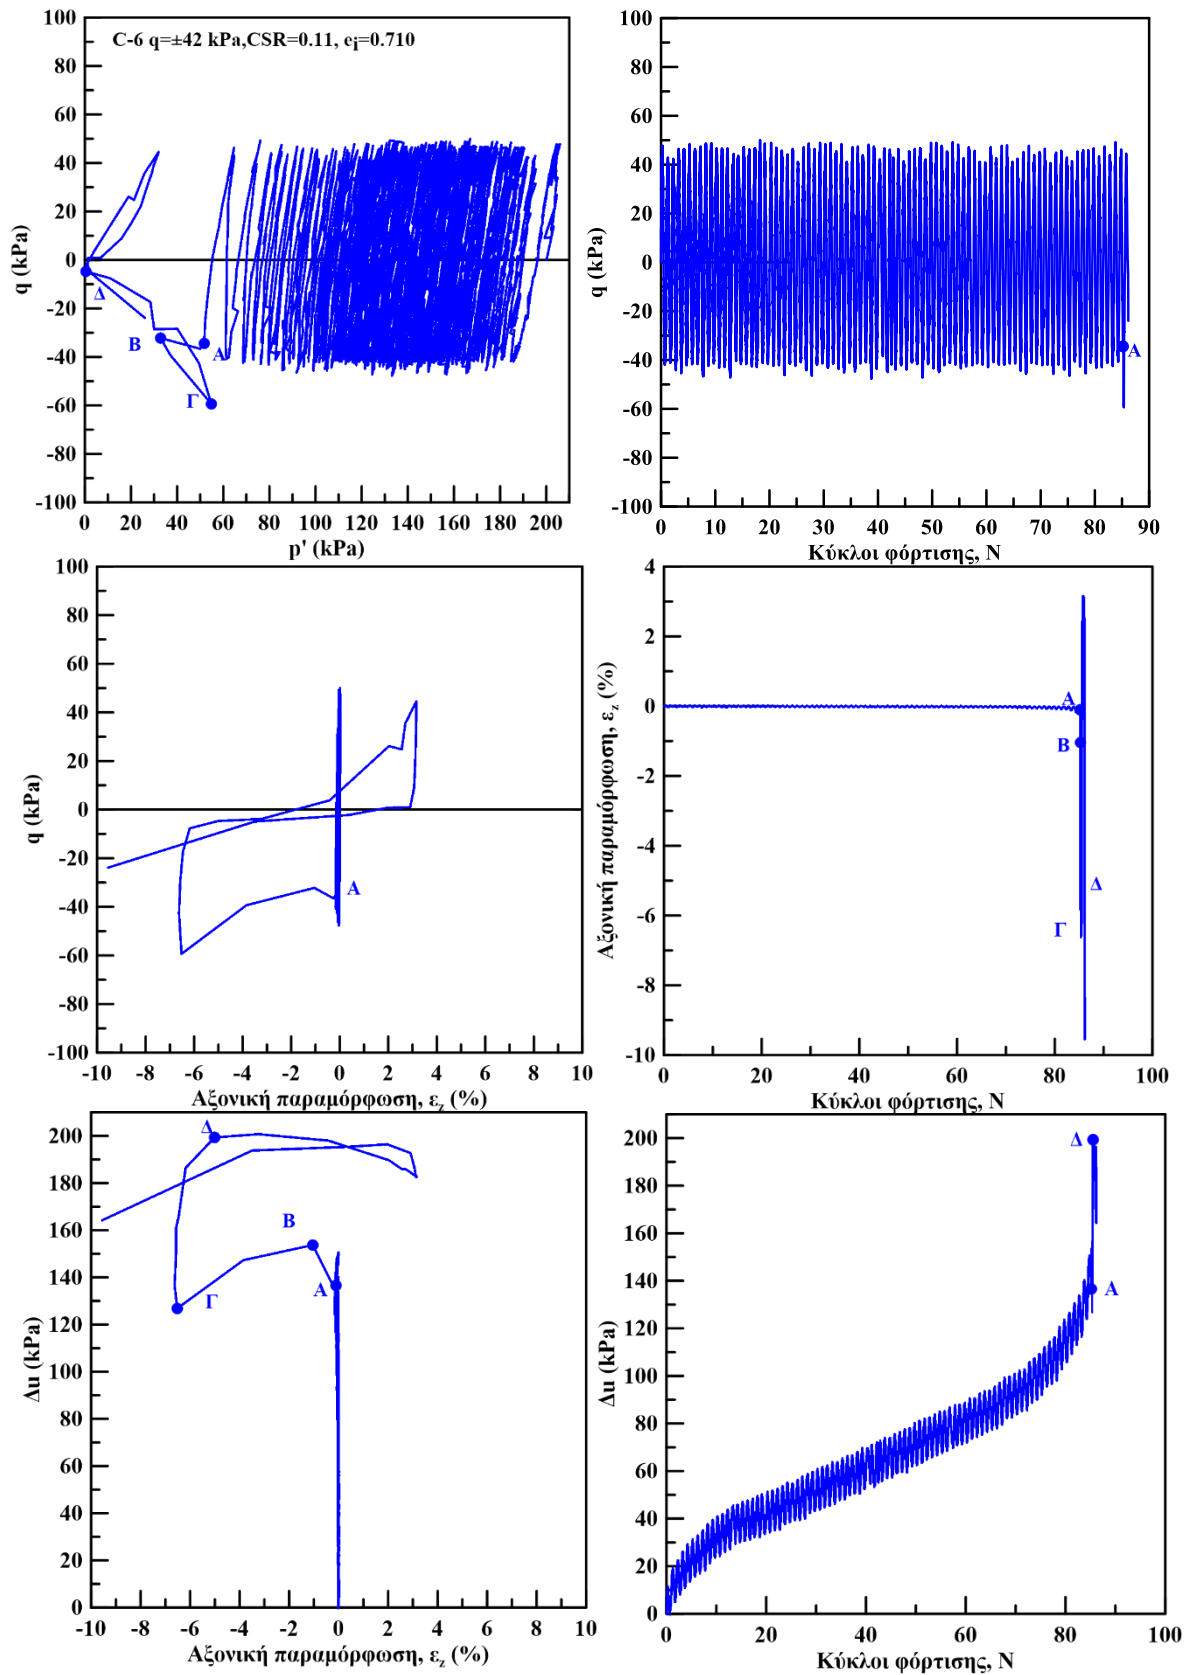 C-6 q=±42 kPa,CSR=0.11, ei=0.710
q (kPa)
100
80
60
40
20
0
-20
-40
-60
-80
-100
Δ
B
A
Γ
0 20 40 60 80 100 120 140 160 180 200
p' (kPa)
q (kPa)
100
80
60
40
20
0
-20
-40
-60
-80
-100
A
0 10 20 30 40 50 60 70 80 90
Κύκλοι φόρτισης, N
q (kPa)
100
80
60
40
20
0
-20
-40
-60
-80
-100
A
-10 -8 -6 -4 -2 0 2 4 6 8 10
Αξονική παραμόρφωση, εz (%)
Αξονική παραμόρφωση, εz (%)
4
2
0
-2
-4
-6
-8
-10
A
B
Δ
Γ
0 20 40 60 80 100
Κύκλοι φόρτισης, N
Δu (kPa)
200
180
160
140
120
100
80
60
40
20
0
Δ
B
A
Γ
-10 -8 -6 -4 -2 0 2 4 6 8 10
Αξονική παραμόρφωση, εz (%)
Δu (kPa)
200
180
160
140
120
100
80
60
40
20
0
Δ
A
0 20 40 60 80 100
Κύκλοι φόρτισης, N